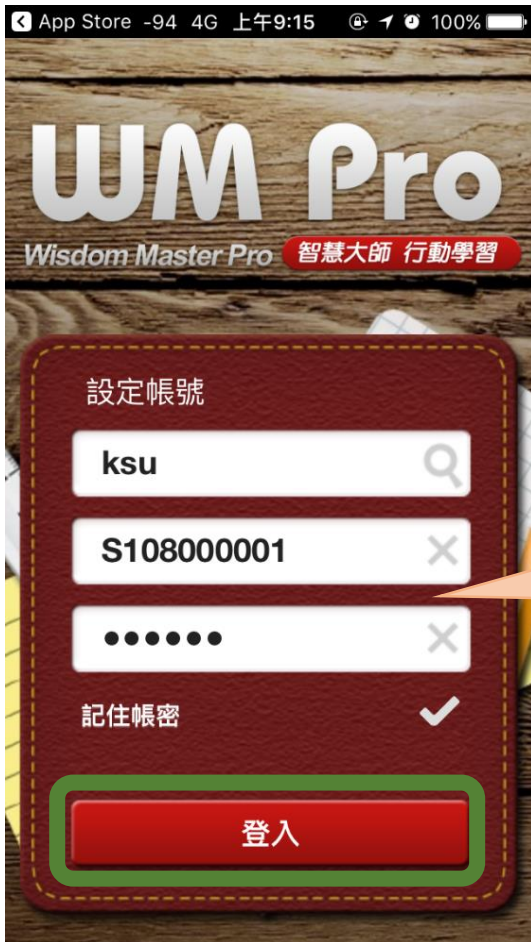 App Store -94 4G 上午9:15 100%
WM Pro
Wisdom Master Pro 智慧大師 行動學習
設定帳號
ksu
S108000001
●●●●●●
記住帳密
登入